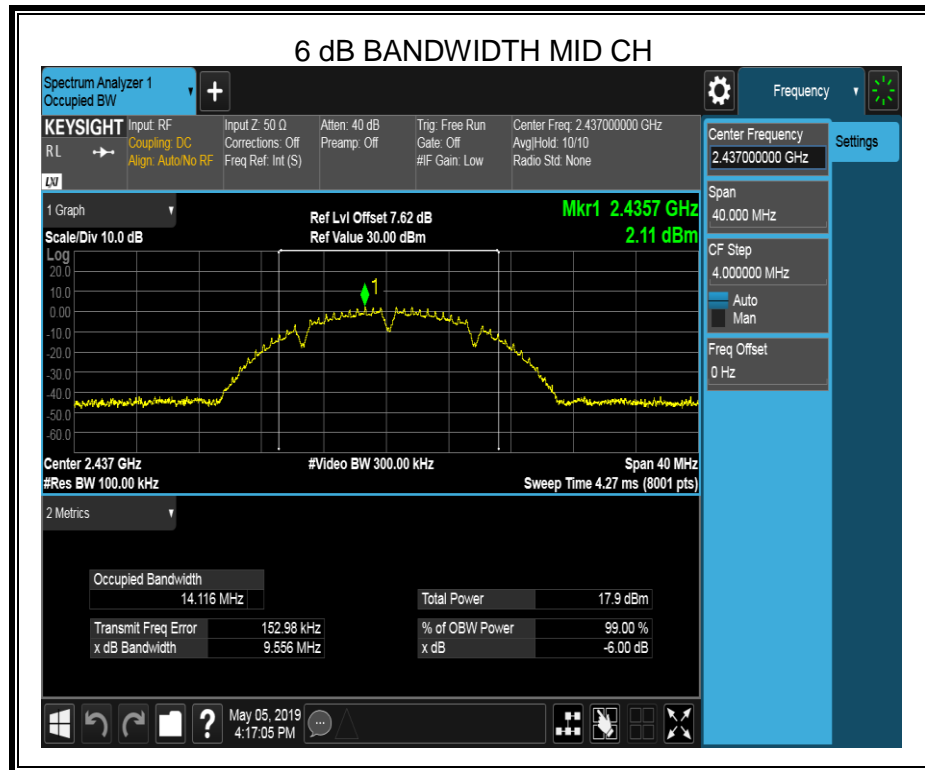 6 dB BANDWIDTH MID CH
Spectrum Analyzer 1
Occupied BW
+
Frequency
KEYSIGHT
RL
LXI
Input: RF
Coupling: DC
Align: Auto/No RF
Input Z: 50 Ω
Corrections: Off
Freq Ref: Int (S)
Atten: 40 dB
Preamp: Off
Trig: Free Run
Gate: Off
#IF Gain: Low
Center Freq: 2.437000000 GHz
Avg|Hold: 10/10
Radio Std: None
Center Frequency
2.437000000 GHz
Settings
Span
40.000 MHz
CF Step
4.000000 MHz
Auto
Man
Freq Offset
0 Hz
1 Graph
Scale/Div 10.0 dB
Ref Lvl Offset 7.62 dB
Ref Value 30.00 dBm
Mkr1 2.4357 GHz
2.11 dBm
Log
20.0
10.0
0.00
-10.0
-20.0
-30.0
-40.0
-50.0
-60.0
1
Center 2.437 GHz
#Res BW 100.00 kHz
#Video BW 300.00 kHz
Span 40 MHz
Sweep Time 4.27 ms (8001 pts)
2 Metrics
Occupied Bandwidth
14.116 MHz
Total Power 17.9 dBm
Transmit Freq Error 152.98 kHz
% of OBW Power 99.00 %
x dB Bandwidth 9.556 MHz
x dB -6.00 dB
?
May 05, 2019
4:17:05 PM